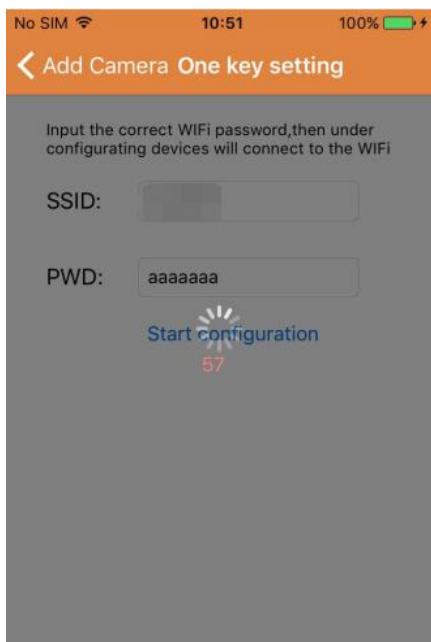 No SIM 10:51 100%
Add Camera One key setting
Input the correct WIFi password,then under
configurating devices will connect to the WIFi
SSID:
PWD: aaaaaaa
Start configuration
57